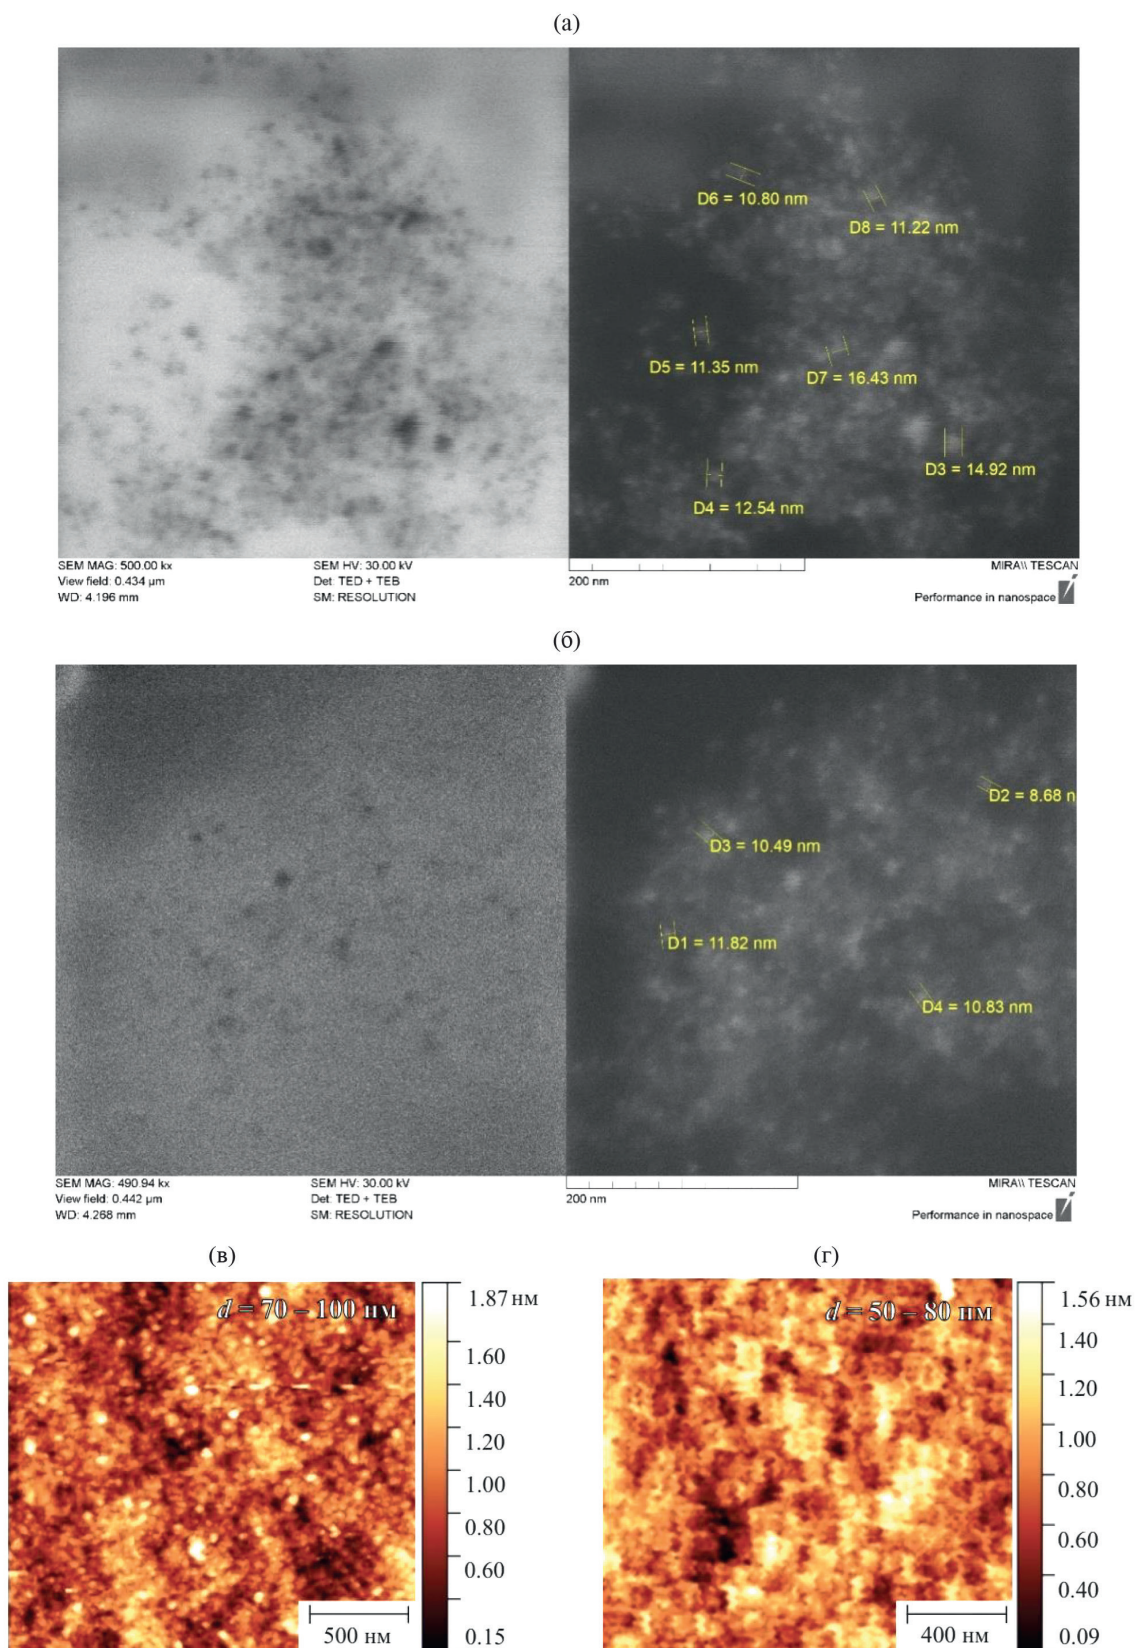 (а)
D6 = 10.80 nm
D8 = 11.22 nm
D5 = 11.35 nm
D7 = 16.43 nm
D3 = 14.92 nm
D4 = 12.54 nm
SEM MAG: 500.00 kx
SEM HV: 30.00 kV
MIRA\\ TESCAN
View field: 0.434 µm
Det: TED + TEB
200 nm
WD: 4.196 mm
SM: RESOLUTION
Performance in nanospace
(б)
D2 = 8.68 n
D3 = 10.49 nm
D1 = 11.82 nm
D4 = 10.83 nm
SEM MAG: 490.94 kx
SEM HV: 30.00 kV
MIRA\\ TESCAN
View field: 0.442 µm
Det: TED + TEB
200 nm
WD: 4.268 mm
SM: RESOLUTION
Performance in nanospace
(в)
d = 70 – 100 нм
1.87 нм
1.60
1.40
1.20
1.00
0.80
0.60
0.15
500 нм
(г)
d = 50 – 80 нм
1.56 нм
1.40
1.20
1.00
0.80
0.60
0.40
0.09
400 нм